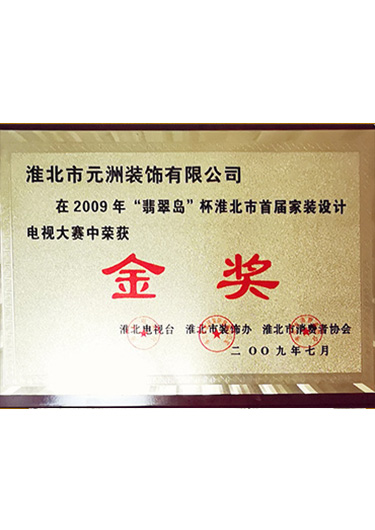 淮北市元洲装饰有限公司
在2009年“翡翠岛”杯淮北市首届家装设计
电视大赛中荣获
金奖
淮北电视台 淮北市装饰办 淮北市消费者协会
二〇〇九年七月